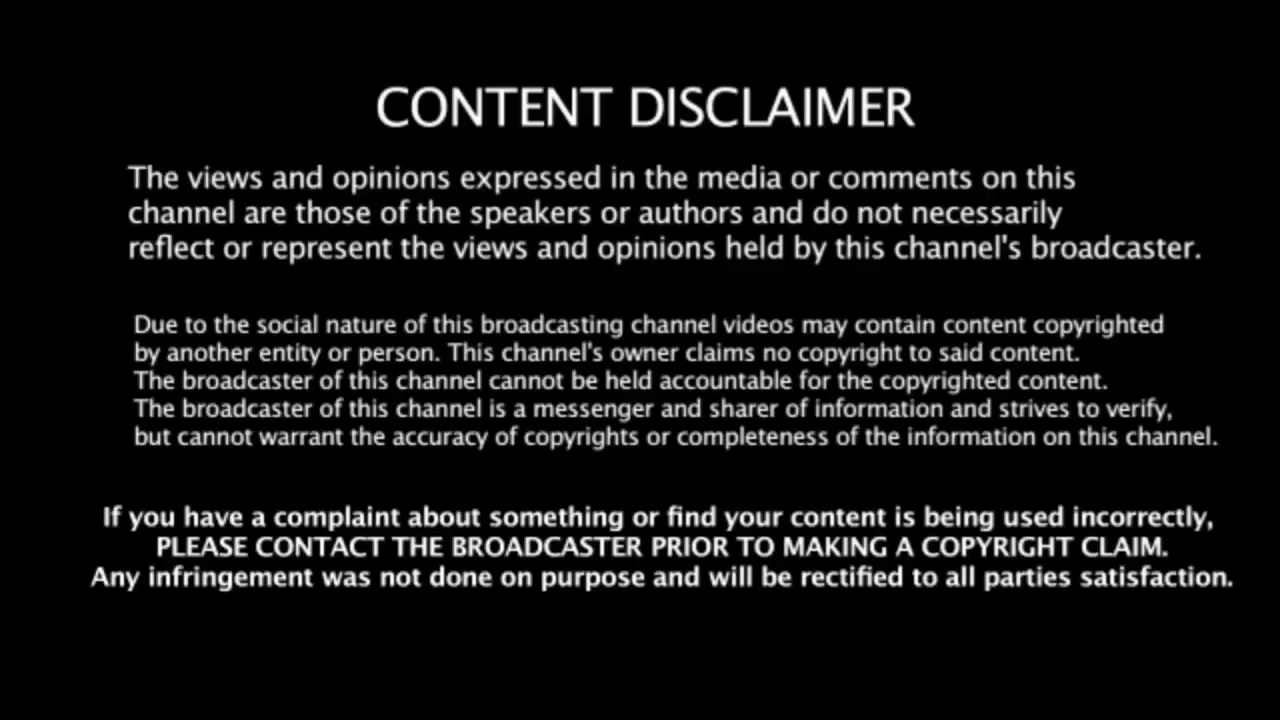 CONTENT DISCLAIMER
The views and opinions expressed in the media or comments on this
channel are those of the speakers or authors and do not necessarily
reflect or represent the views and opinions held by this channel's broadcaster.
Due to the social nature of this broadcasting channel videos may contain content copyrighted
by another entity or person. This channel's owner claims no copyright to said content.
The broadcaster of this channel cannot be held accountable for the copyrighted content.
The broadcaster of this channel is a messenger and sharer of information and strives to verify,
but cannot warrant the accuracy of copyrights or completeness of the information on this channel.
If you have a complaint about something or find your content is being used incorrectly,
PLEASE CONTACT THE BROADCASTER PRIOR TO MAKING A COPYRIGHT CLAIM.
Any infringement was not done on purpose and will be rectified to all parties satisfaction.